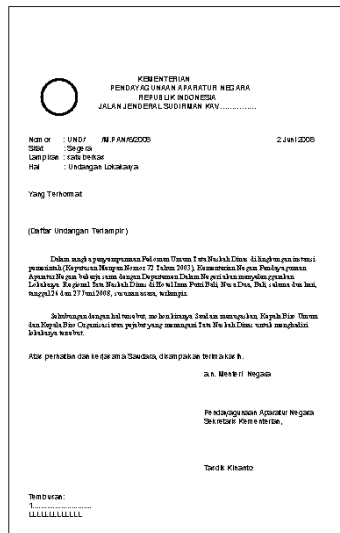 KEMENTERIAN
PENDAYAGUNAAN APARATUR NEGARA
REPUBLIK INDONESIA
JALAN JENDERAL SUDIRMAN KAV..............
Nomor : UND/ /M.PAN/6/2008 2 Juni 2008
Sifat : Segera
Lampiran : satu berkas
Hal : Undangan Lokakarya
Yang Terhormat
(Daftar Undangan Terlampir)
Dalam rangka penyempurnaan Pedoman Umum Tata Naskah Dinas di lingkungan instansi
pemerintah (Keputusan Menpan Nomor 72 Tahun 2003), Kementerian Negara Pendayagunaan
Aparatur Negara bekerja sama dengan Departemen Dalam Negeri akan menyelenggarakan
Lokakarya Regional Tata Naskah Dinas di Hotel Inna Putri Bali, Nusa Dua, Bali, selama dua hari,
tanggal 26 dan 27 Juni 2008, susunan acara, terlampir.
Sehubungan dengan hal tersebut, mohon kiranya Saudara menugaskan, Kepala Biro Umum
dan Kepala Biro Organisasi atau pejabat yang menangani Tata Naskah Dinas untuk menghadiri
lokakarya tersebut.
Atas perhatian dan kerjasama Saudara, disampaikan terima kasih.
a.n. Menteri Negara
Pendayagunaan Aparatur Negara
Sekretaris Kementerian,
Tasdik Kinanto
Tembusan:
1...........................